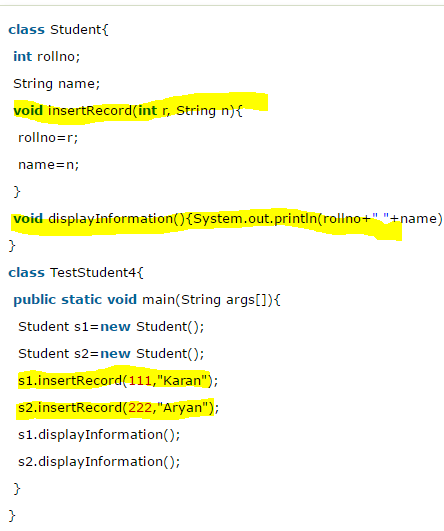 class Student{
int rollno;
String name;
void insertRecord(int r, String n){
rollno=r;
name=n;
}
void displayInformation(){System.out.println(rollno+" "+name)
}
class TestStudent4{
public static void main(String args[]){
Student s1=new Student();
Student s2=new Student();
s1.insertRecord(111,"Karan");
s2.insertRecord(222,"Aryan");
s1.displayInformation();
s2.displayInformation();
}
}